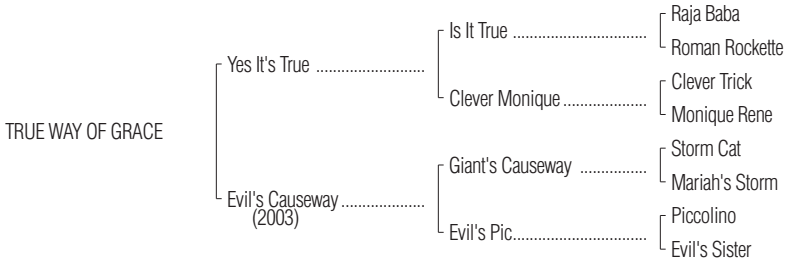 Raja Baba
Is It True ................................
Roman Rockette
Yes It's True ..........................
Clever Trick
Clever Monique ....................
Monique Rene
TRUE WAY OF GRACE
Storm Cat
Giant's Causeway ................
Mariah's Storm
Evil's Causeway ....................
(2003)
Piccolino
Evil's Pic................................
Evil's Sister